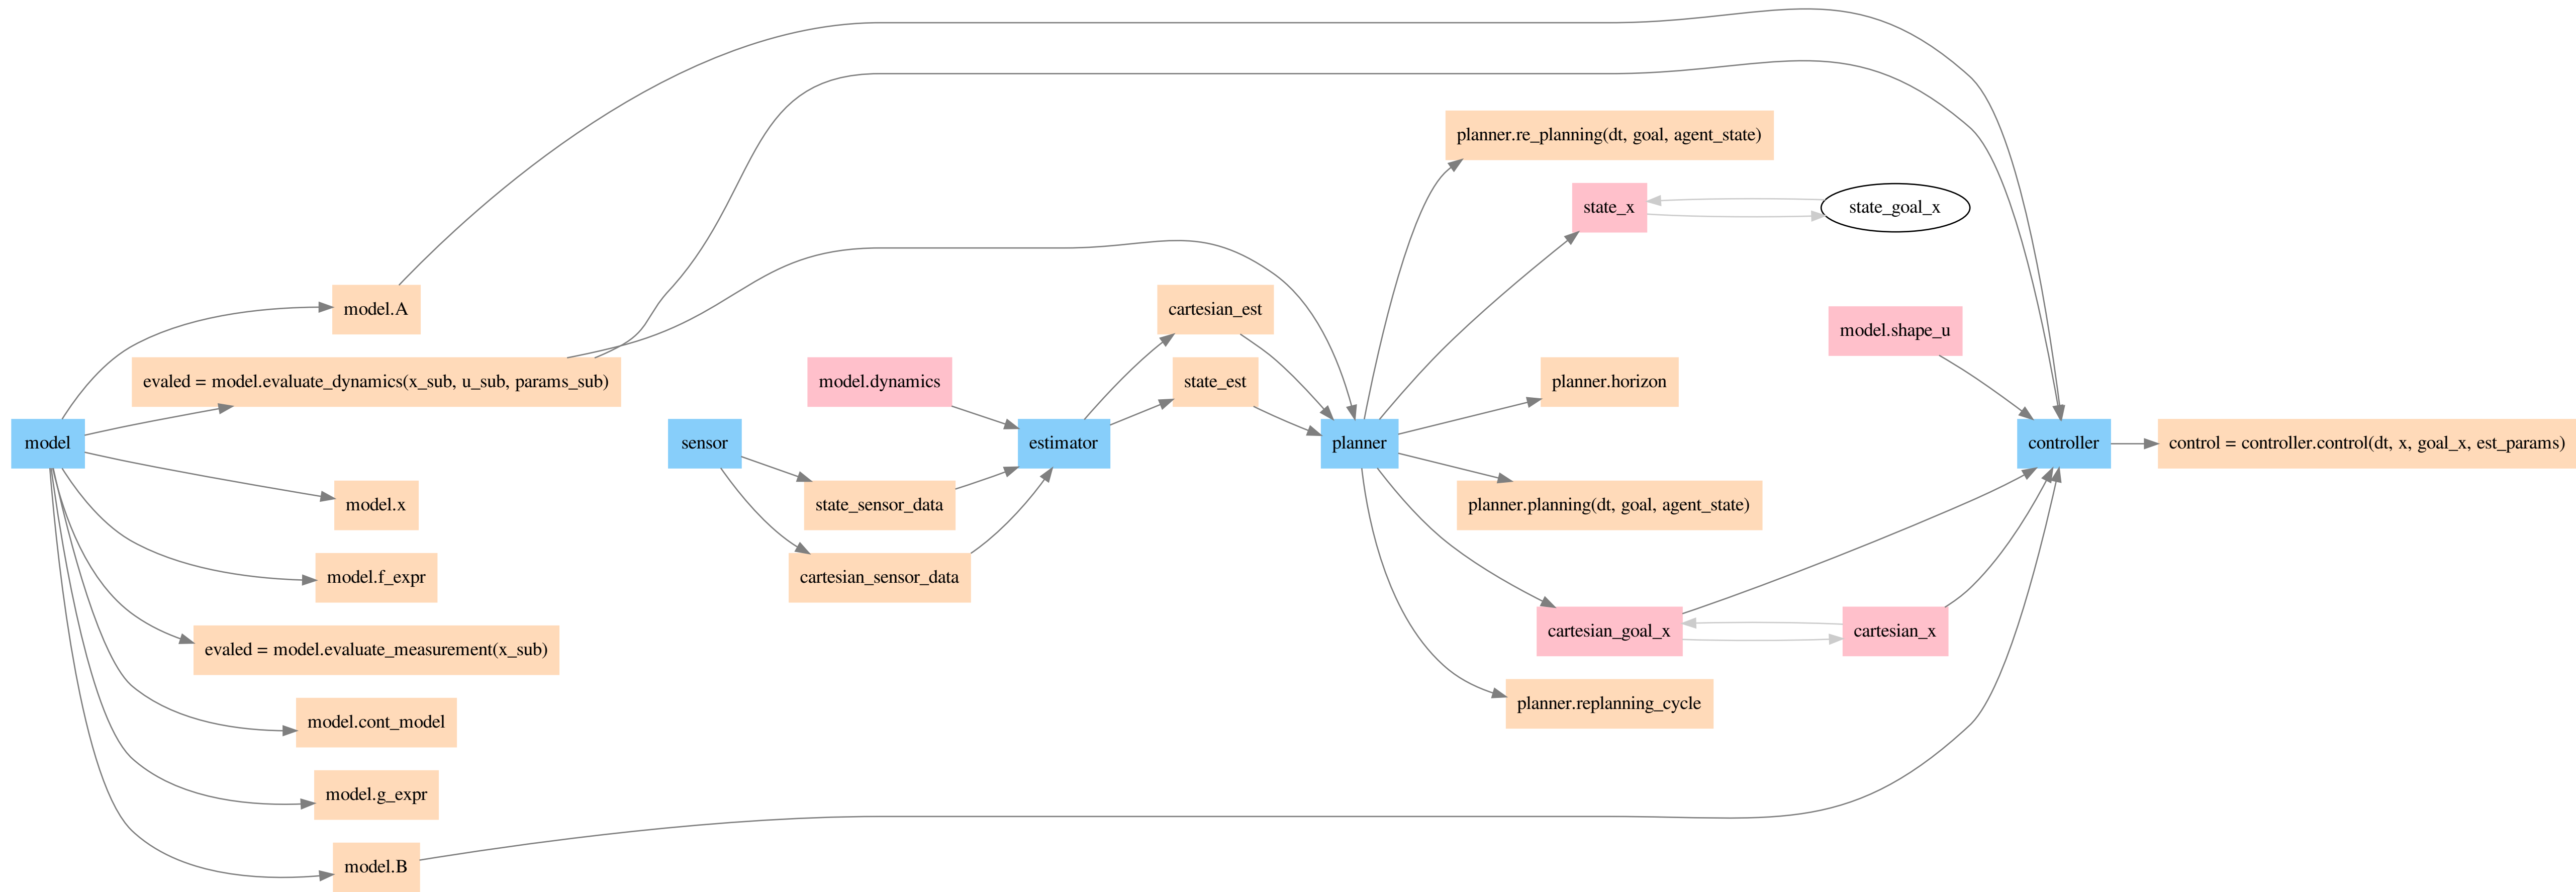 planner.re_planning(dt, goal, agent_state)
state_x
state_goal_x
model.A
cartesian_est
model.shape_u
evaled = model.evaluate_dynamics(x_sub, u_sub, params_sub)
model.dynamics
state_est
planner.horizon
model
sensor
estimator
planner
controller
control = controller.control(dt, x, goal_x, est_params)
model.x
state_sensor_data
planner.planning(dt, goal, agent_state)
model.f_expr
cartesian_sensor_data
cartesian_goal_x
cartesian_x
evaled = model.evaluate_measurement(x_sub)
planner.replanning_cycle
model.cont_model
model.g_expr
model.B